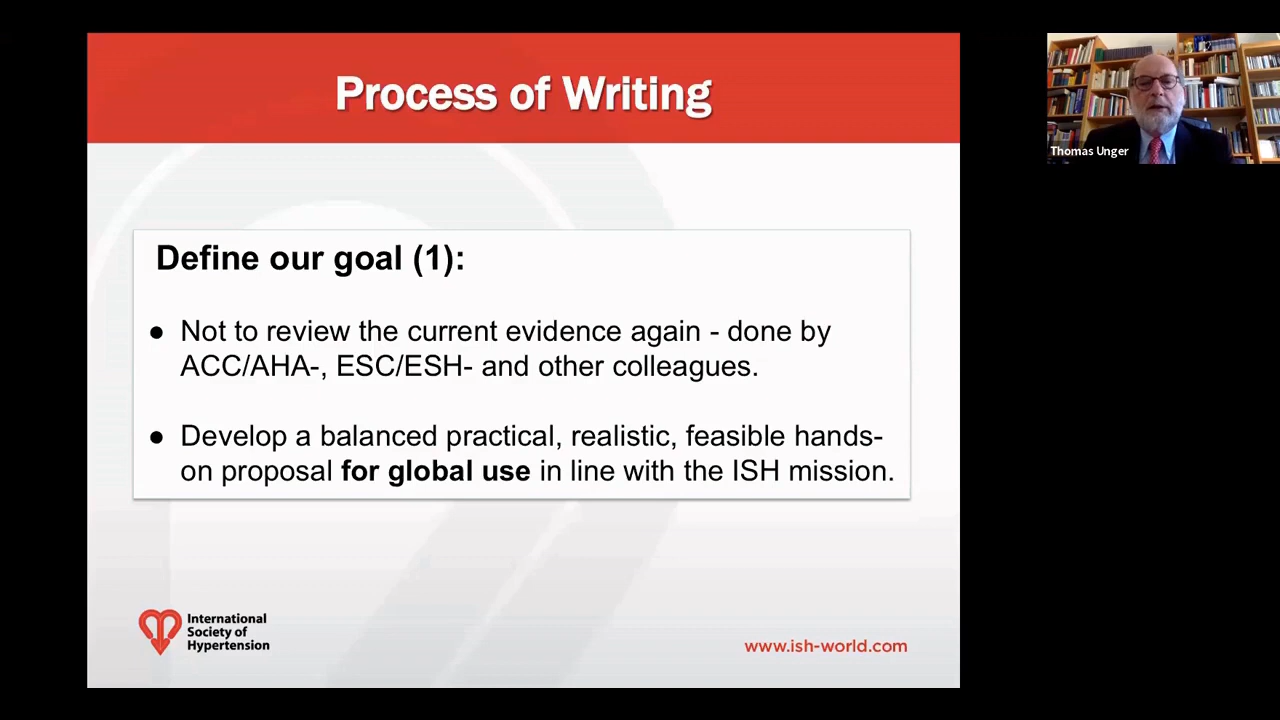 Process of Writing
Thomas Unger
Define our goal (1):
● Not to review the current evidence again - done by
ACC/AHA-, ESC/ESH- and other colleagues.
● Develop a balanced practical, realistic, feasible hands-
on proposal for global use in line with the ISH mission.
International
Society of
Hypertension
www.ish-world.com